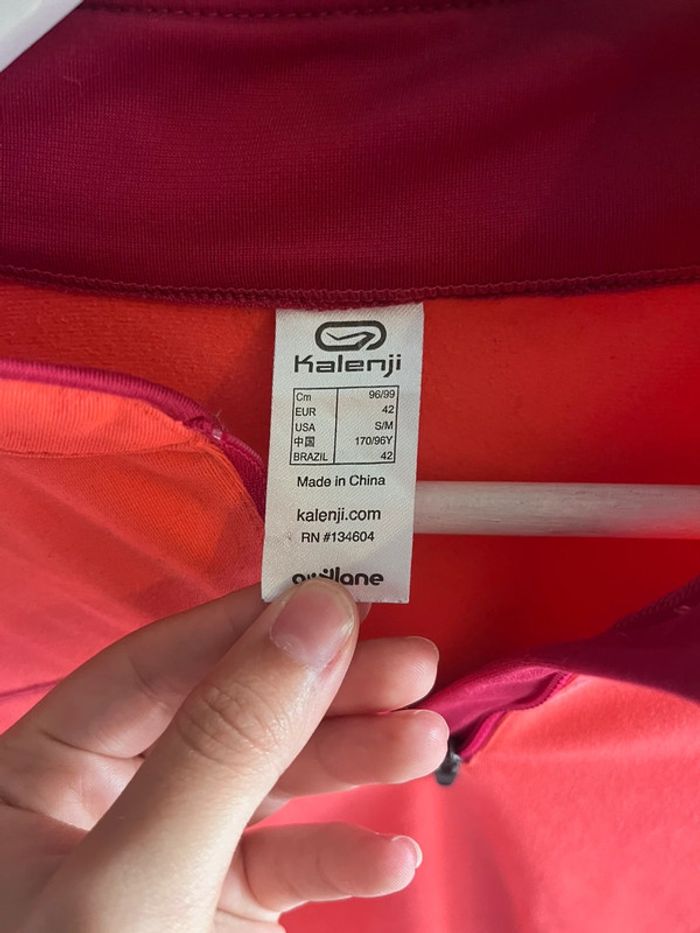 Kalenji
Cm 96/99
EUR 42
USA S/M
中国 170/96Y
BRAZIL 42
Made in China
kalenji.com
RN #134604